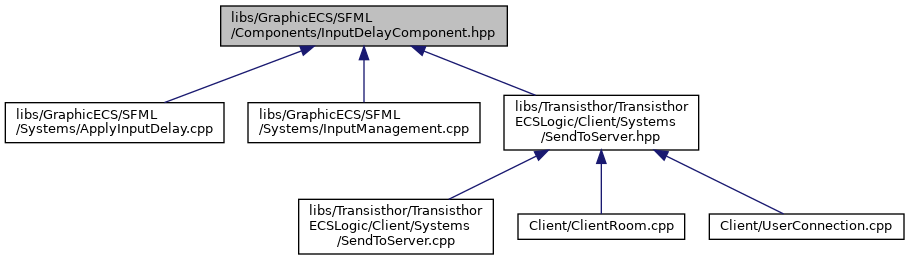 libs/GraphicECS/SFML
/Components/InputDelayComponent.hpp
libs/GraphicECS/SFML
/Systems/ApplyInputDelay.cpp
libs/GraphicECS/SFML
/Systems/InputManagement.cpp
libs/Transisthor/Transisthor
ECSLogic/Client/Systems
/SendToServer.hpp
libs/Transisthor/Transisthor
ECSLogic/Client/Systems
/SendToServer.cpp
Client/ClientRoom.cpp
Client/UserConnection.cpp